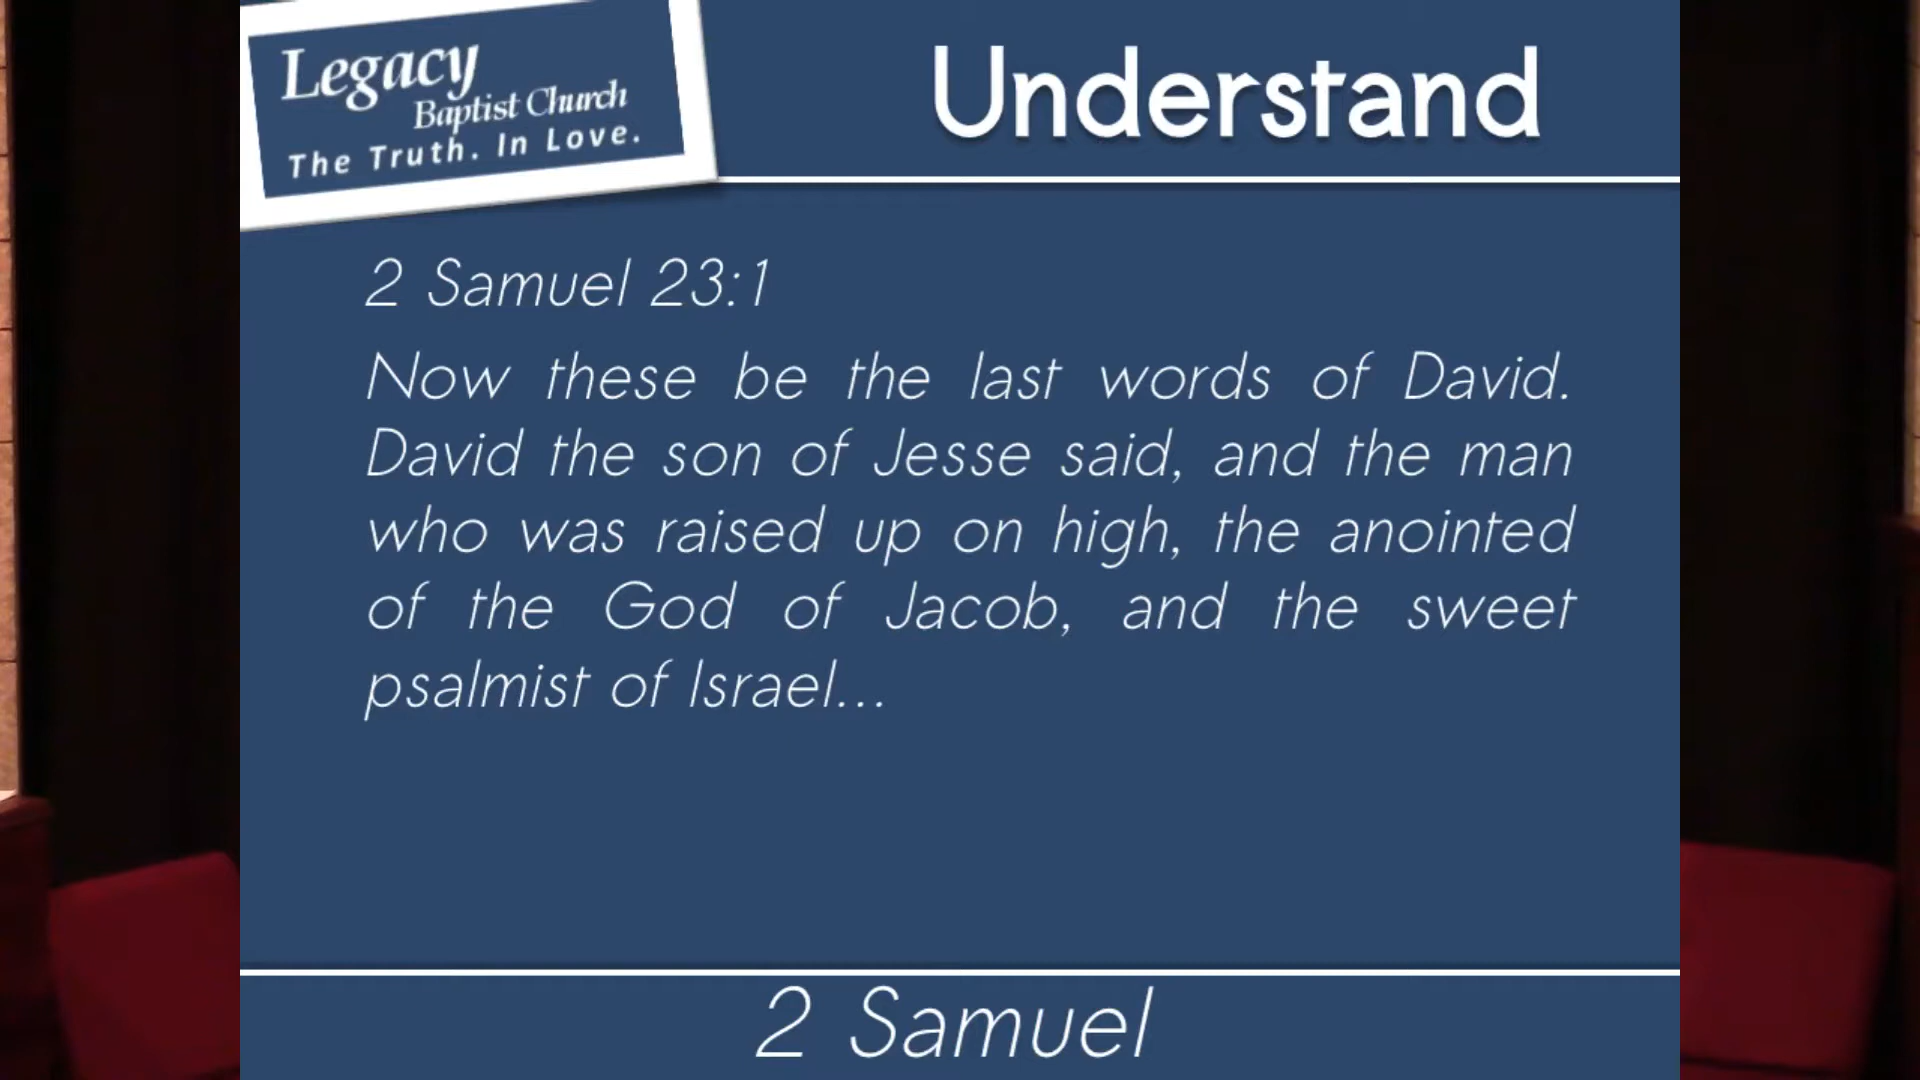 Legacy
Baptist Church
The Truth. In Love.
Understand
2 Samuel 23:1
Now these be the last words of David.
David the son of Jesse said, and the man
who was raised up on high, the anointed
of the God of Jacob, and the sweet
psalmist of Israel...
2 Samuel